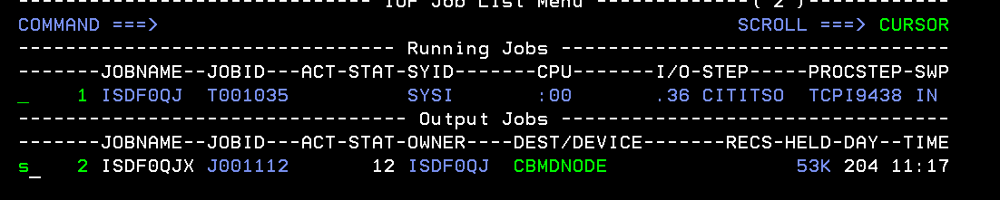 ------------------------------- IOF Job List Menu -------------( 2 )------------
COMMAND ===> SCROLL ===> CURSOR
-------------------------------- Running Jobs ---------------------------------
-------JOBNAME--JOBID---ACT-STAT-SYID-------CPU-------I/O-STEP-----PROCSTEP-SWP
_ 1 ISDF0QJ T001035 SYSI :00 .36 CITITSO TCPI9438 IN
--------------------------------- Output Jobs ---------------------------------
-------JOBNAME--JOBID---ACT-STAT-OWNER----DEST/DEVICE-------RECS-HELD-DAY--TIME
s_ 2 ISDF0QJX J001112 12 ISDF0QJ CBMDNODE 53K 204 11:17